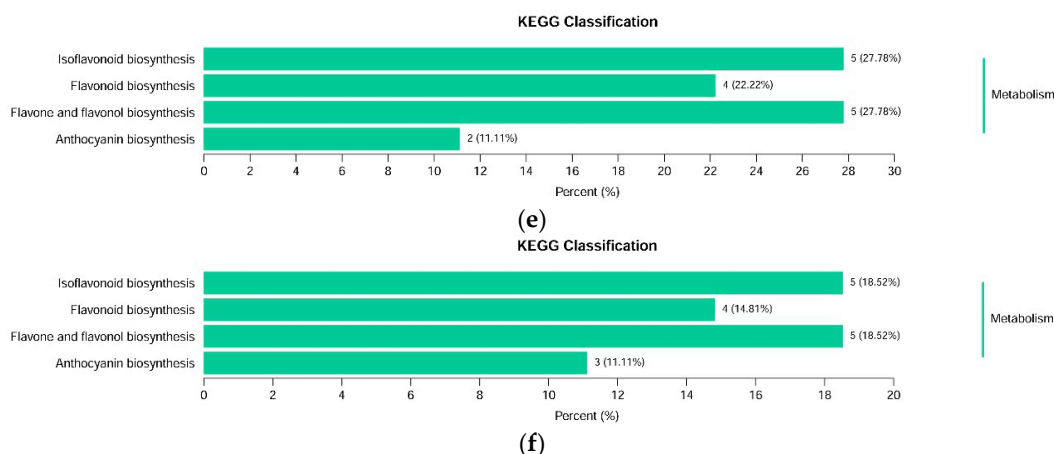 KEGG Classification
Isoflavonoid biosynthesis 5 (27.78%)
Flavonoid biosynthesis 4 (22.22%)
Flavone and flavonol biosynthesis 5 (27.78%)
Anthocyanin biosynthesis 2 (11.11%)
Metabolism
0 2 4 6 8 10 12 14 16 18 20 22 24 26 28 30
Percent (%)
(e)
KEGG Classification
Isoflavonoid biosynthesis 5 (18.52%)
Flavonoid biosynthesis 4 (14.81%)
Flavone and flavonol biosynthesis 5 (18.52%)
Anthocyanin biosynthesis 3 (11.11%)
Metabolism
0 2 4 6 8 10 12 14 16 18 20
Percent (%)
(f)